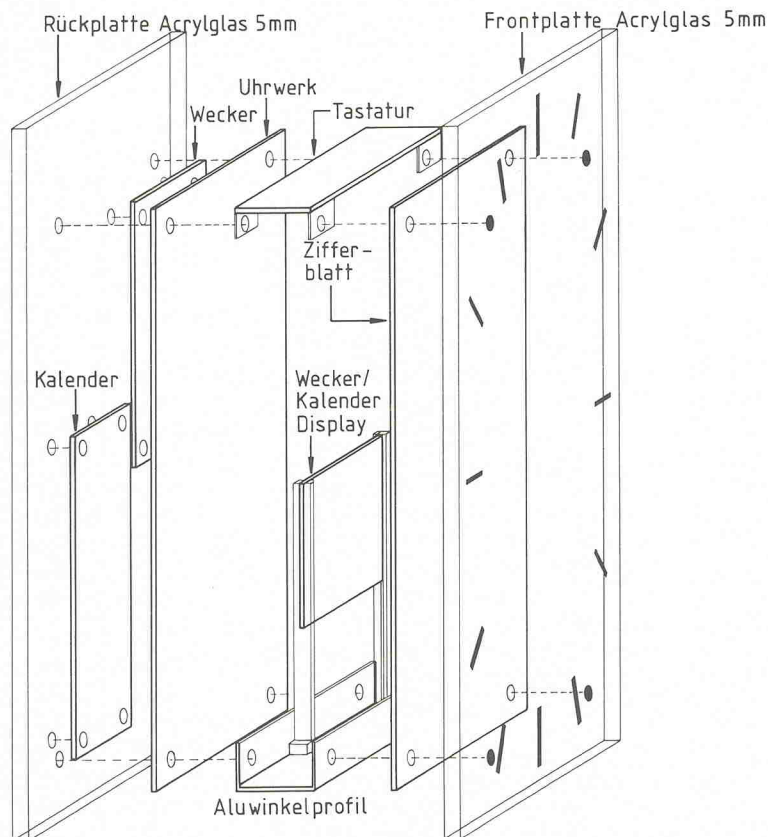 Rückplatte Acrylglas 5mm
Frontplatte Acrylglas 5mm
Uhrwerk
Wecker
Tastatur
Ziffer-
blatt
Kalender
Wecker/
Kalender
Display
Aluwinkelprofil